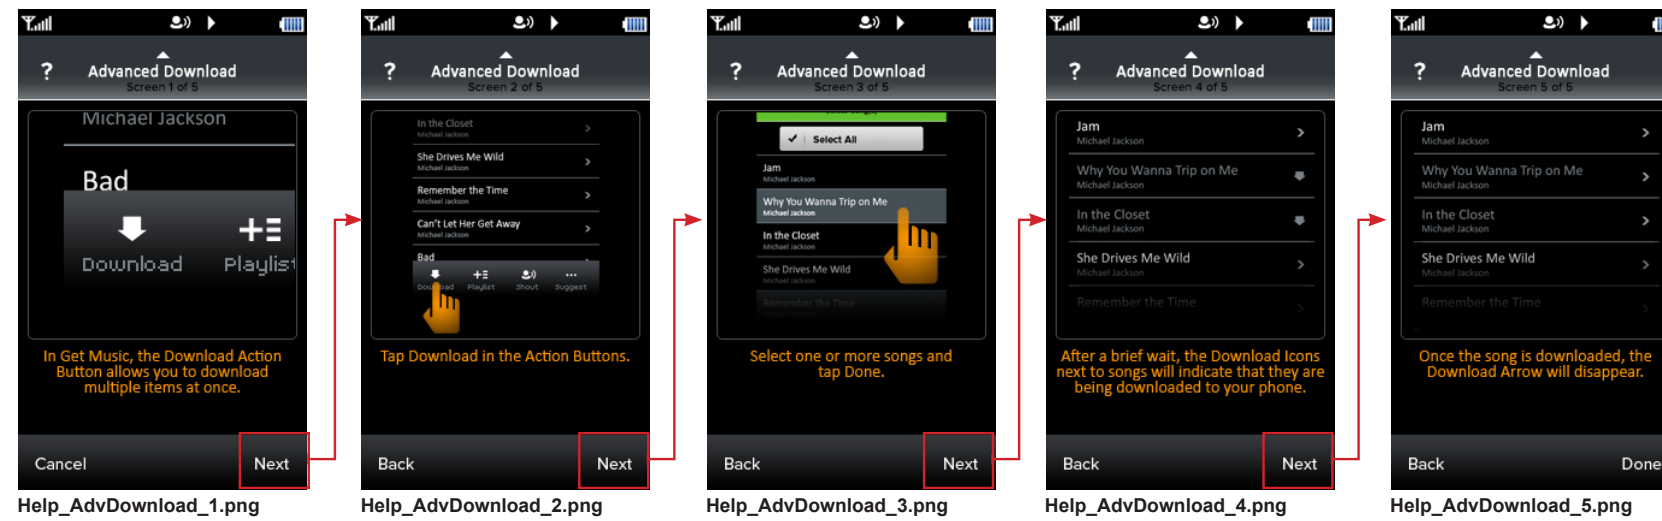 ?
Advanced Download
Screen 1 of 5
Michael Jackson
Bad
Download Playlist
In Get Music, the Download Action
Button allows you to download
multiple items at once.
Cancel Next
Help_AdvDownload_1.png
?
Advanced Download
Screen 2 of 5
In the Closet
Michael Jackson
She Drives Me Wild
Michael Jackson
Remember the Time
Michael Jackson
Can't Let Her Get Away
Michael Jackson
Bad
Download Playlist Shout Suggest
Tap Download in the Action Buttons.
Back Next
Help_AdvDownload_2.png
?
Advanced Download
Screen 3 of 5
Select All
Jam
Michael Jackson
Why You Wanna Trip on Me
Michael Jackson
In the Closet
Michael Jackson
She Drives Me Wild
Michael Jackson
Remember the Time
Select one or more songs and
tap Done.
Back Next
Help_AdvDownload_3.png
?
Advanced Download
Screen 4 of 5
Jam
Michael Jackson
Why You Wanna Trip on Me
Michael Jackson
In the Closet
Michael Jackson
She Drives Me Wild
Michael Jackson
Remember the Time
After a brief wait, the Download Icons
next to songs will indicate that they are
being downloaded to your phone.
Back Next
Help_AdvDownload_4.png
?
Advanced Download
Screen 5 of 5
Jam
Michael Jackson
Why You Wanna Trip on Me
Michael Jackson
In the Closet
Michael Jackson
She Drives Me Wild
Michael Jackson
Remember the Time
Once the song is downloaded, the
Download Arrow will disappear.
Back Done
Help_AdvDownload_5.png